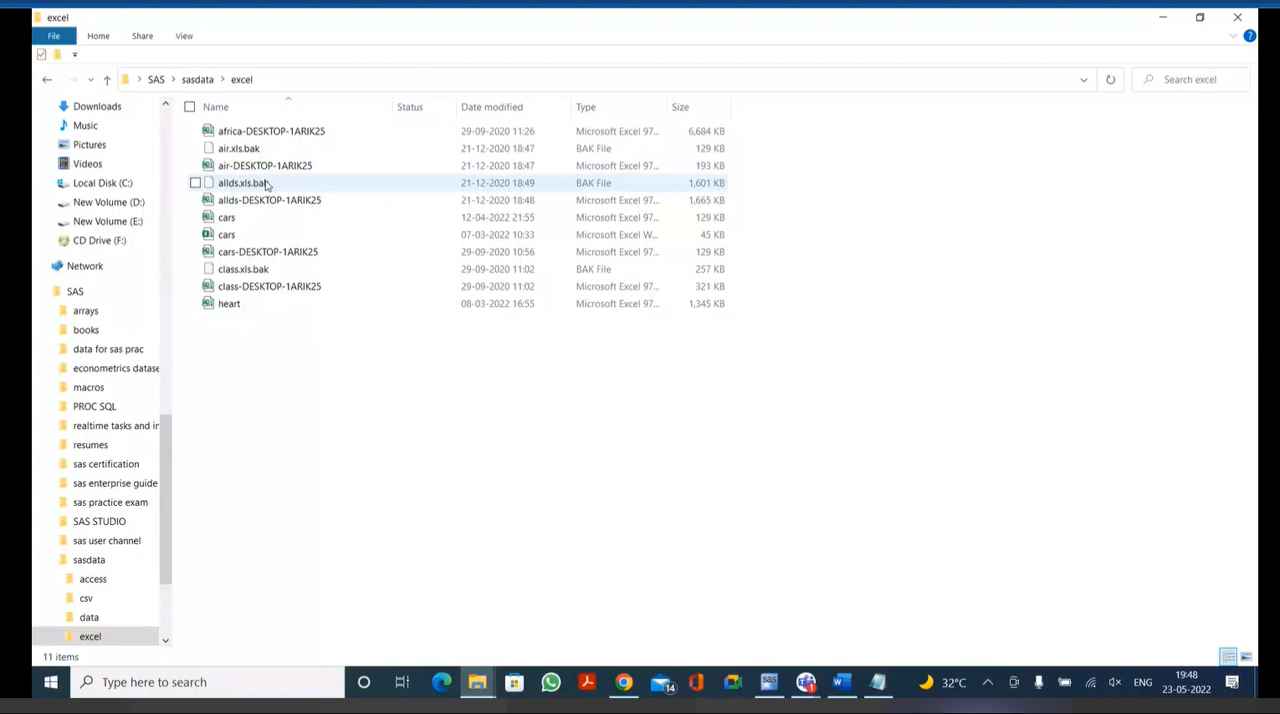 excel
File Home Share View
SAS sasdata excel Search excel
Name Status Date modified Type Size
africa-DESKTOP-1ARIK25 29-09-2020 11:26 Microsoft Excel 97... 6,684 KB
air.xls.bak 21-12-2020 18:47 BAK File 129 KB
air-DESKTOP-1ARIK25 21-12-2020 18:47 Microsoft Excel 97... 193 KB
allds.xls.bak 21-12-2020 18:49 BAK File 1,601 KB
allds-DESKTOP-1ARIK25 21-12-2020 18:48 Microsoft Excel 97... 1,665 KB
cars 12-04-2022 21:55 Microsoft Excel 97... 129 KB
cars 07-03-2022 10:33 Microsoft Excel W... 45 KB
cars-DESKTOP-1ARIK25 29-09-2020 10:56 Microsoft Excel 97... 129 KB
class.xls.bak 29-09-2020 11:02 BAK File 257 KB
class-DESKTOP-1ARIK25 29-09-2020 11:02 Microsoft Excel 97... 321 KB
heart 08-03-2022 16:55 Microsoft Excel 97... 1,345 KB
Downloads
Music
Pictures
Videos
Local Disk (C:)
New Volume (D:)
New Volume (E:)
CD Drive (F:)
Network
SAS
arrays
books
data for sas prac
econometrics datase
macros
PROC SQL
realtime tasks and in
resumes
sas certification
sas enterprise guide
sas practice exam
SAS STUDIO
sas user channel
sasdata
access
csv
data
excel
11 items
Type here to search
14
sas
1
32°C
ENG
19:48
23-05-2022